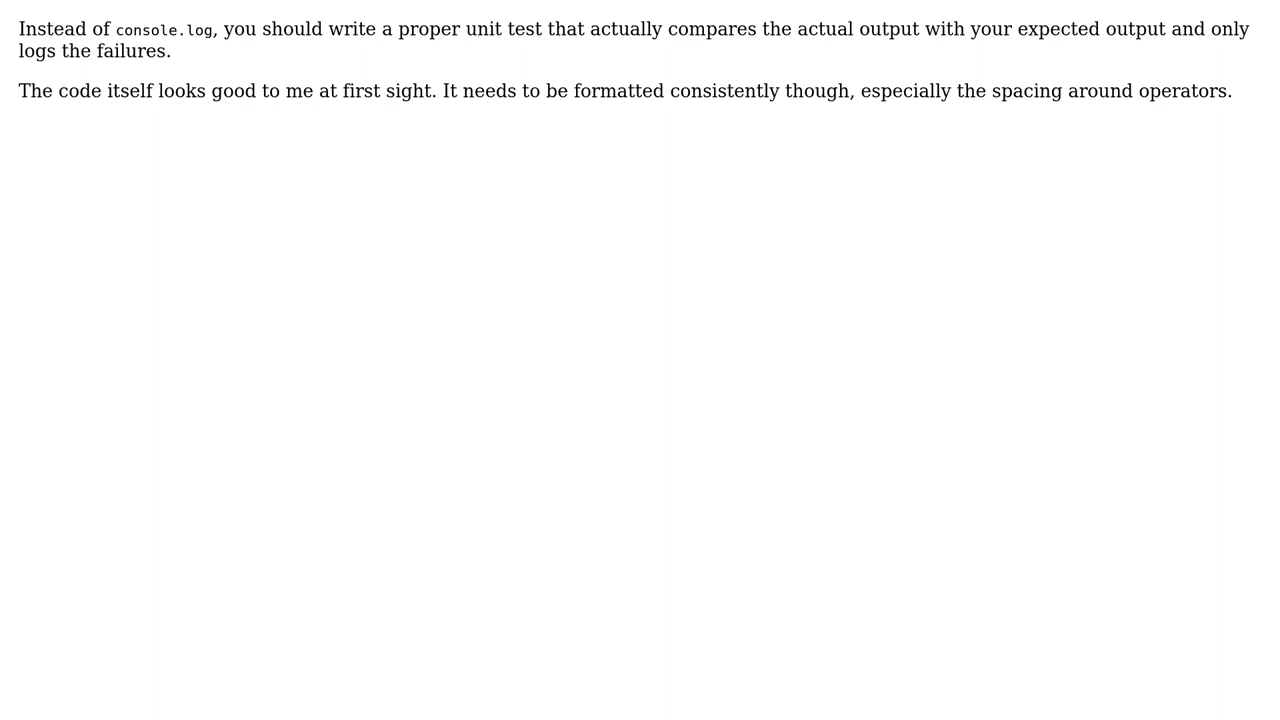 Instead of console.log, you should write a proper unit test that actually compares the actual output with your expected output and only
logs the failures.
The code itself looks good to me at first sight. It needs to be formatted consistently though, especially the spacing around operators.